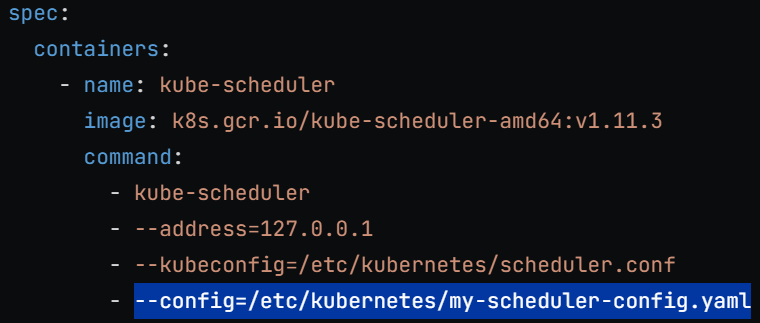 spec:
  containers:
    - name: kube-scheduler
      image: k8s.gcr.io/kube-scheduler-amd64:v1.11.3
      command:
        - kube-scheduler
        - --address=127.0.0.1
        - --kubeconfig=/etc/kubernetes/scheduler.conf
        - --config=/etc/kubernetes/my-scheduler-config.yaml